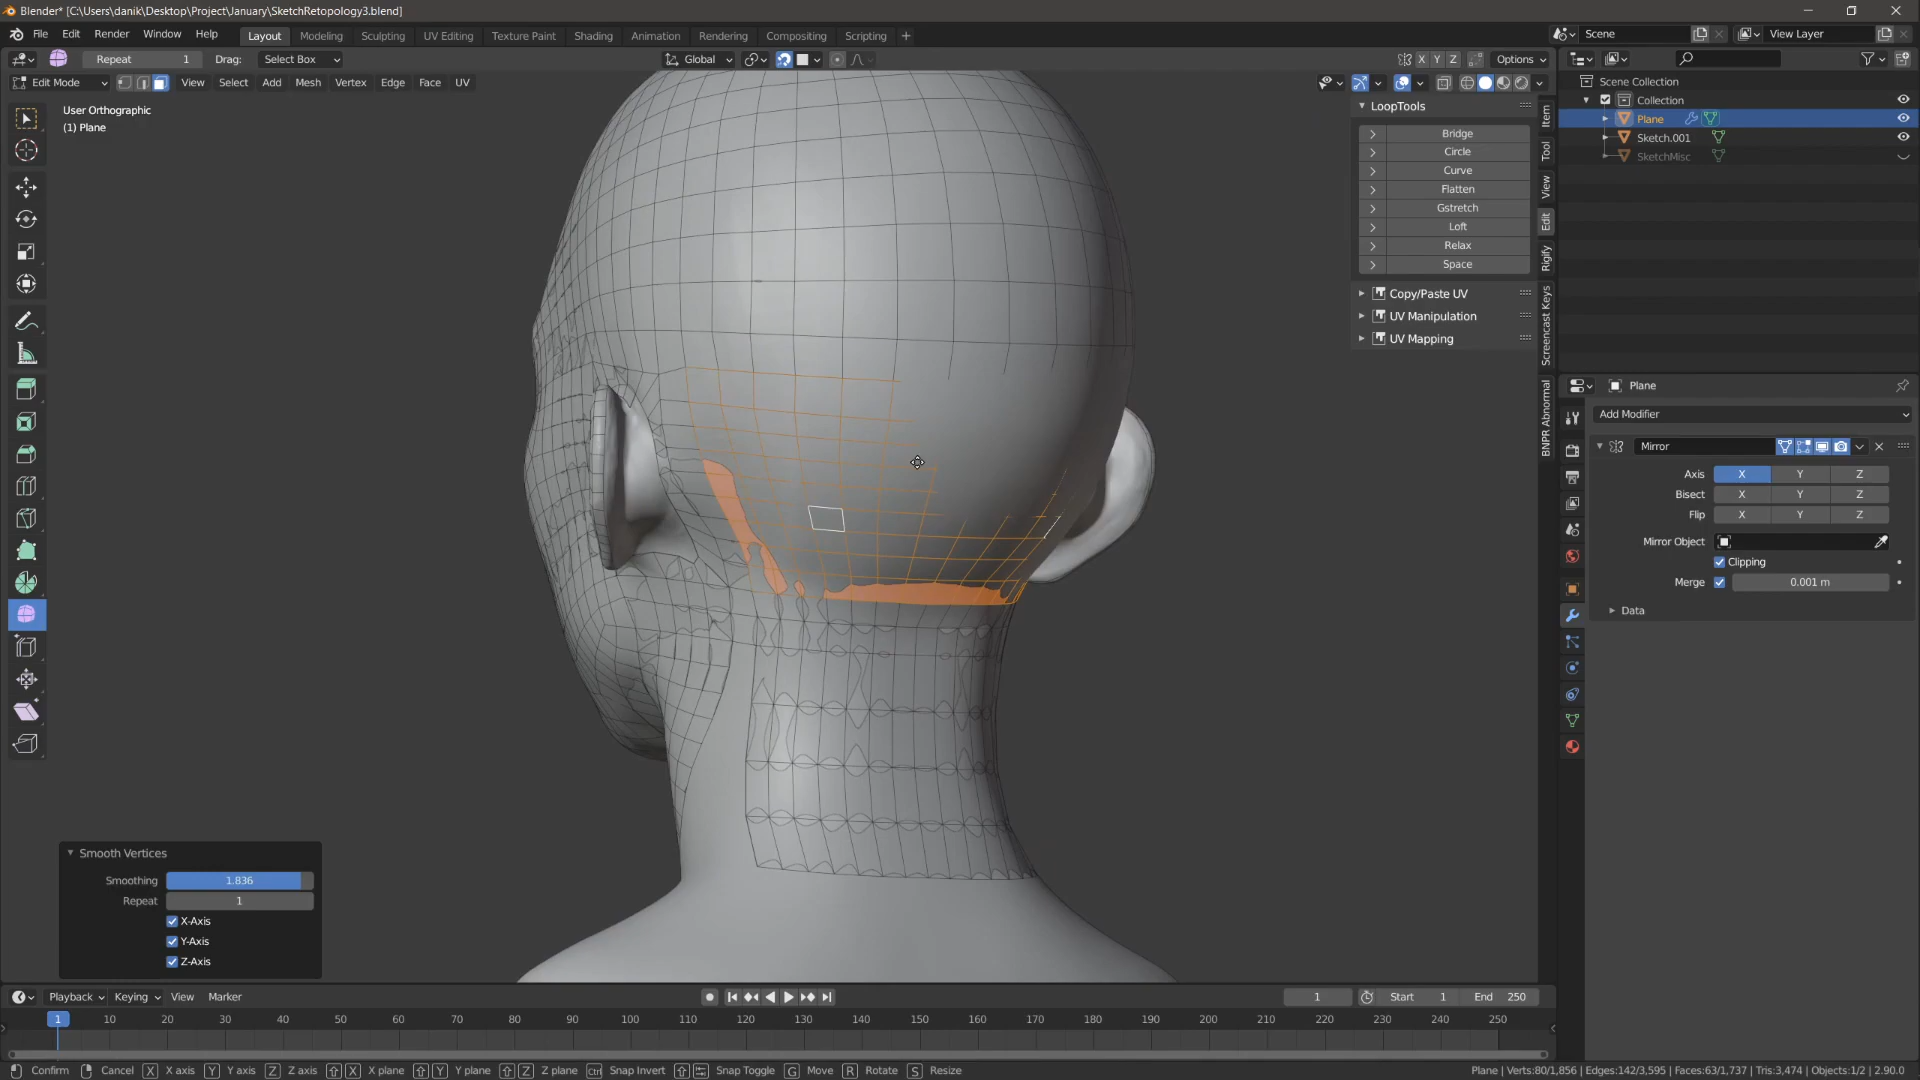 Blender* [C:\Users\danik\Desktop\Project\January\SketchRetopology3.blend]
File Edit Render Window Help Layout Modeling Sculpting UV Editing Texture Paint Shading Animation Rendering Compositing Scripting + Scene View Layer
Repeat 1 Drag: Select Box Global X Y Z Options
Edit Mode View Select Add Mesh Vertex Edge Face UV
User Orthographic
(1) Plane
LoopTools
Bridge
Circle
Curve
Flatten
Gstretch
Loft
Relax
Space
Copy/Paste UV
UV Manipulation
UV Mapping
Item
Tool
View
Edit
Rigify
Screencast Keys
BNPR Abnormal
Scene Collection
Collection
Plane
Sketch.001
SketchMisc
Plane
Add Modifier
Mirror
Axis X Y Z
Bisect X Y Z
Flip X Y Z
Mirror Object
Clipping
Merge 0.001 m
Data
Smooth Vertices
Smoothing 1.836
Repeat 1
X-Axis
Y-Axis
Z-Axis
Playback Keying View Marker 1 Start 1 End 250
1 10 20 30 40 50 60 70 80 90 100 110 120 130 140 150 160 170 180 190 200 210 220 230 240 250
Confirm Cancel X X axis Y Y axis Z Z axis X X plane Y Y plane Z Z plane Ctrl Snap Invert Snap Toggle G Move R Rotate S Resize Plane | Verts:80/1,856 | Edges:142/3,595 | Faces:63/1,737 | Tris:3,474 | Objects:1/2 | 2.90.0